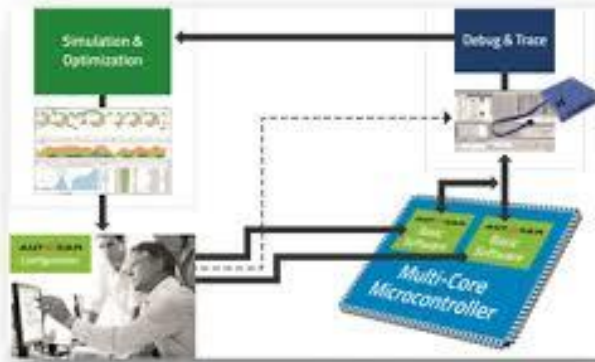 Simulation &
Optimization
Debug & Trace
AUTOSAR
Configuration
AUTOSAR
Basic
Software
AUTOSAR
Basic
Software
Multi-Core
Microcontroller